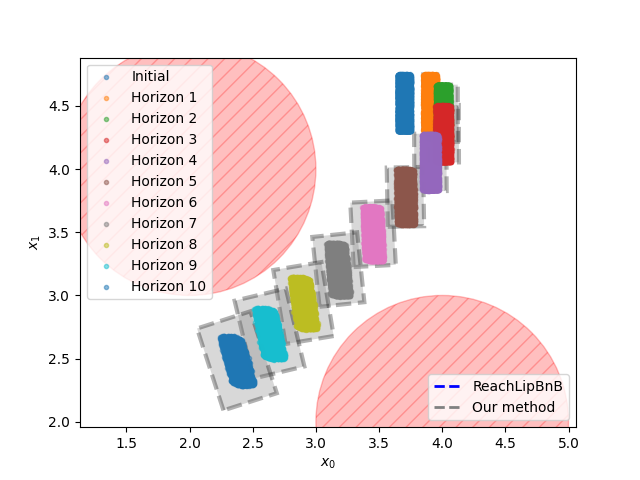 Initial
Horizon 1
Horizon 2
Horizon 3
Horizon 4
Horizon 5
Horizon 6
Horizon 7
Horizon 8
Horizon 9
Horizon 10
ReachLipBnB
Our method
4.5
4.0
3.5
3.0
2.5
2.0
x₁
1.5 2.0 2.5 3.0 3.5 4.0 4.5 5.0
x₀